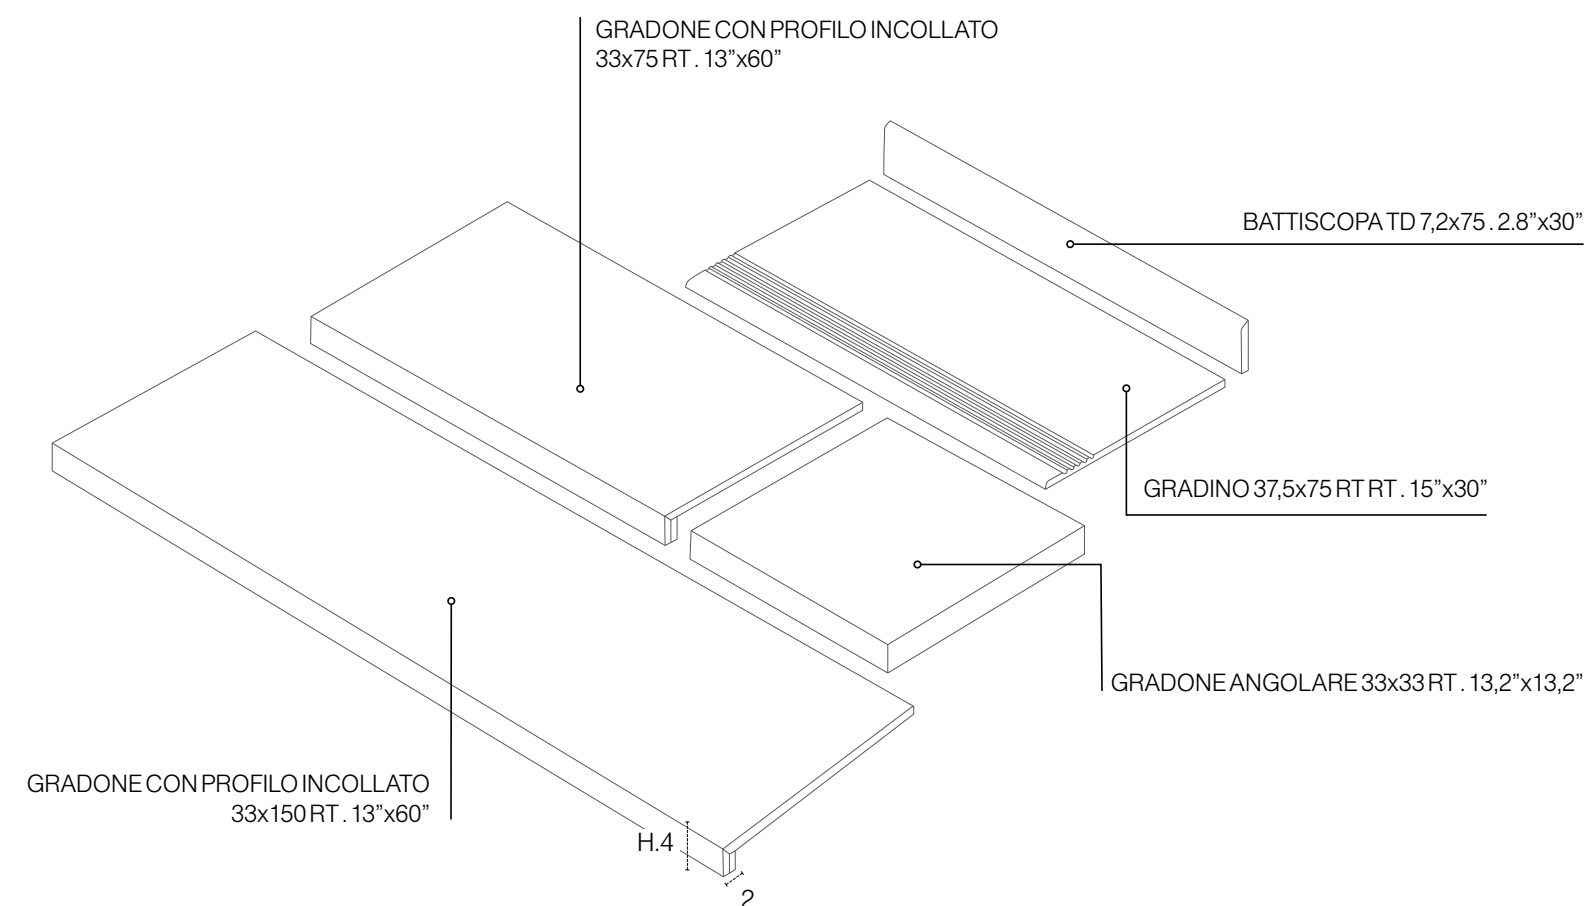 GRADONE CON PROFILO INCOLLATO
33x75 RT . 13”x60”
BATTISCOPA TD 7,2x75 . 2.8”x30”
GRADINO 37,5x75 RT RT . 15”x30”
GRADONE ANGOLARE 33x33 RT . 13,2”x13,2”
GRADONE CON PROFILO INCOLLATO
33x150 RT . 13”x60”
H.4
2